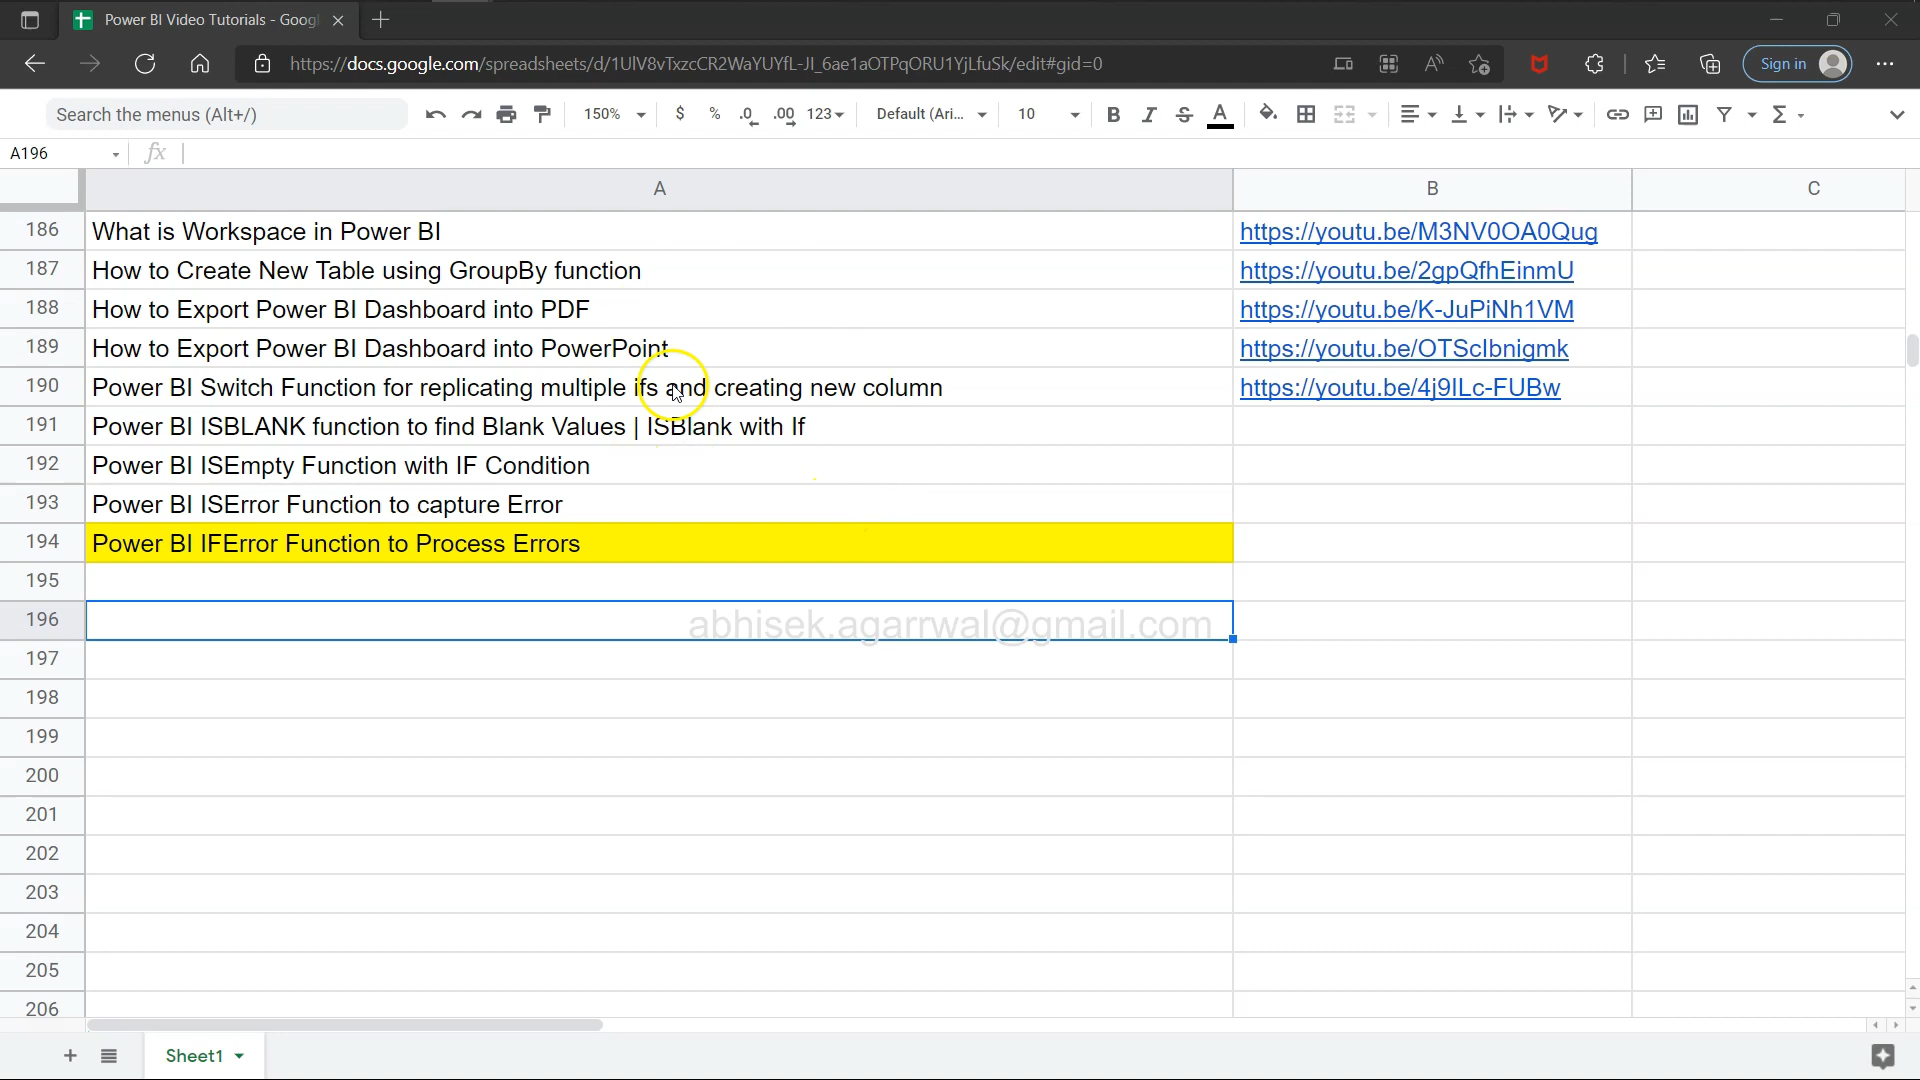 Power BI Video Tutorials - Goog
https://docs.google.com/spreadsheets/d/1UlV8vTxzcCR2WaYUYfL-JI_6ae1aOTPqORU1YjLfuSk/edit#gid=0
Sign in
Search the menus (Alt+/)
150%
$
%
.0
.00
123
Default (Ari...
10
B
I
S
A
Σ
A196
fx
A
B
C
186 What is Workspace in Power BI https://youtu.be/M3NV0OA0Qug
187 How to Create New Table using GroupBy function https://youtu.be/2gpQfhEinmU
188 How to Export Power BI Dashboard into PDF https://youtu.be/K-JuPiNh1VM
189 How to Export Power BI Dashboard into PowerPoint https://youtu.be/OTSclbnigmk
190 Power BI Switch Function for replicating multiple ifs and creating new column https://youtu.be/4j9ILc-FUBw
191 Power BI ISBLANK function to find Blank Values | ISBlank with If
192 Power BI ISEmpty Function with IF Condition
193 Power BI ISError Function to capture Error
194 Power BI IFError Function to Process Errors
195
196 abhisek.agarrwal@gmail.com
197
198
199
200
201
202
203
204
205
206
Sheet1